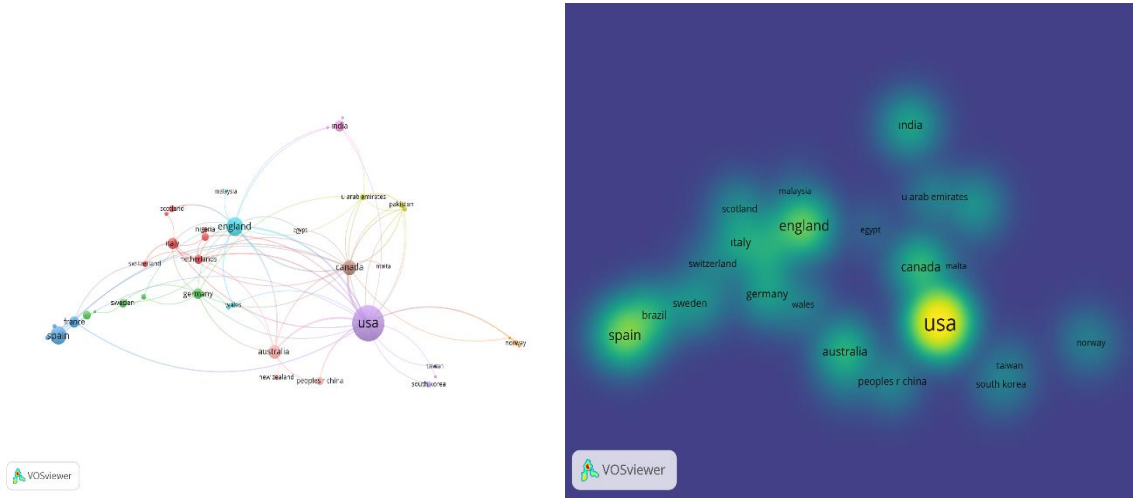 india
malaysia
u arab emirates
scotland
pakistan
england
nigeria
egypt
italy
netherlands
switzerland
canada
malta
germany
sweden
wales
france
spain
usa
norway
australia
taiwan
new zealand
peoples r china
south korea
VOSviewer
india
malaysia
u arab emirates
scotland
england
egypt
italy
switzerland
canada
malta
germany
sweden
wales
brazil
spain
usa
norway
australia
taiwan
peoples r china
south korea
VOSviewer